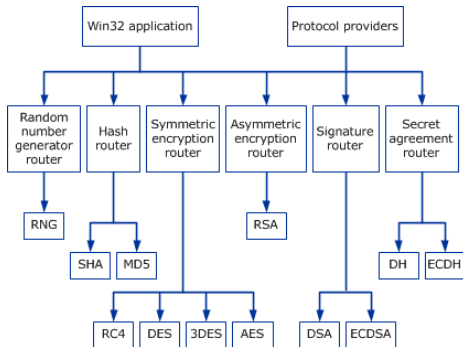 Win32 application
Protocol providers
Random
number
generator
router
Hash
router
Symmetric
encryption
router
Asymmetric
encryption
router
Signature
router
Secret
agreement
router
RNG
RSA
SHA
MD5
DH
ECDH
RC4
DES
3DES
AES
DSA
ECDSA